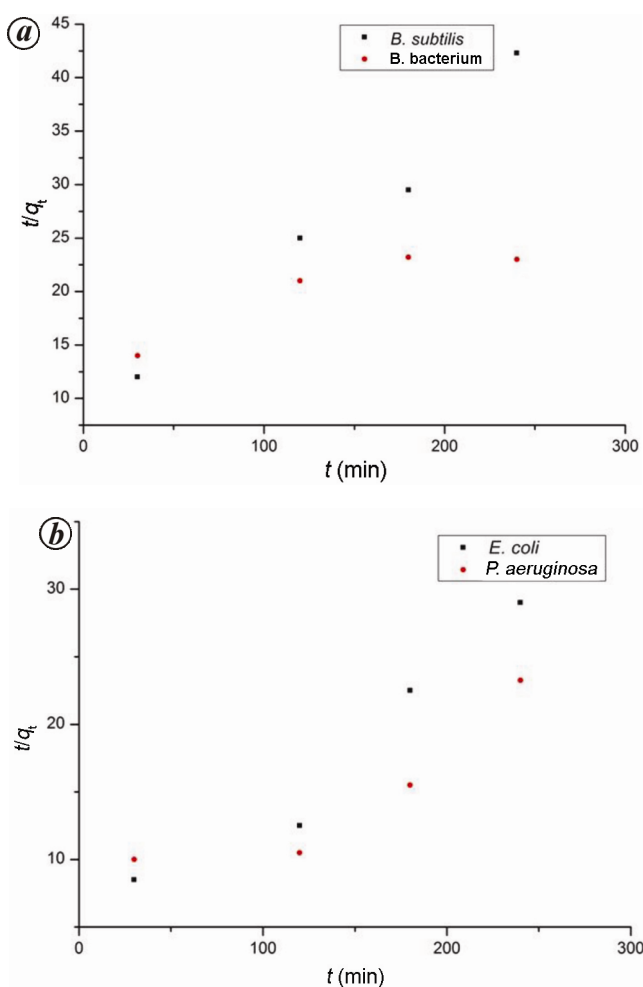 a
45
B. subtilis
B. bacterium
40
35
30
t/qt
25
20
15
10
0 100 200 300
t (min)
b
E. coli
P. aeruginosa
30
t/qt
20
10
0 100 200 300
t (min)